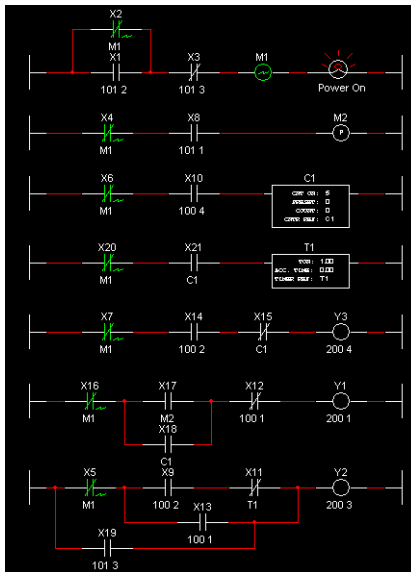 X2
M1
X1 X3 M1
101 2 101 3 Power On
X4 X8 M2
P
M1 101 1
X6 X10 C1
CNT ON: 5
PRESET: 0
COUNT: 0
CNTR REF: C1
M1 100 4
X20 X21 T1
TON: 1.00
ACC. TIME: 0.00
TIMER REF: T1
M1 C1
X7 X14 X15 Y3
M1 100 2 C1 200 4
X16 X17 X12 Y1
M1 M2 100 1 200 1
X18
C1
X5 X9 X11 Y2
M1 100 2 T1 200 3
X13
100 1
X19
101 3